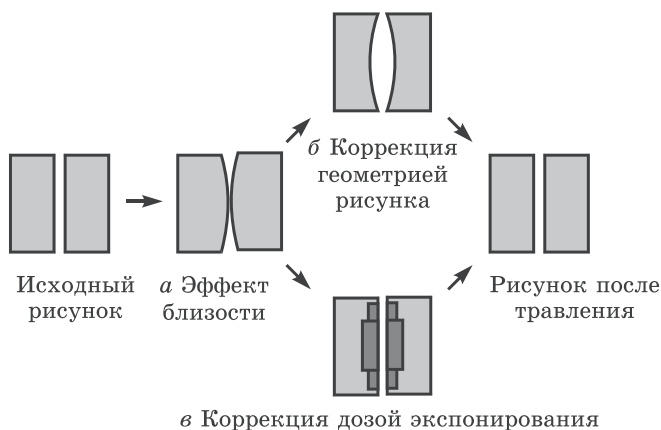 б Коррекция
геометрией
рисунка
Исходный
рисунок
а Эффект
близости
Рисунок после
травления
в Коррекция дозой экспонирования